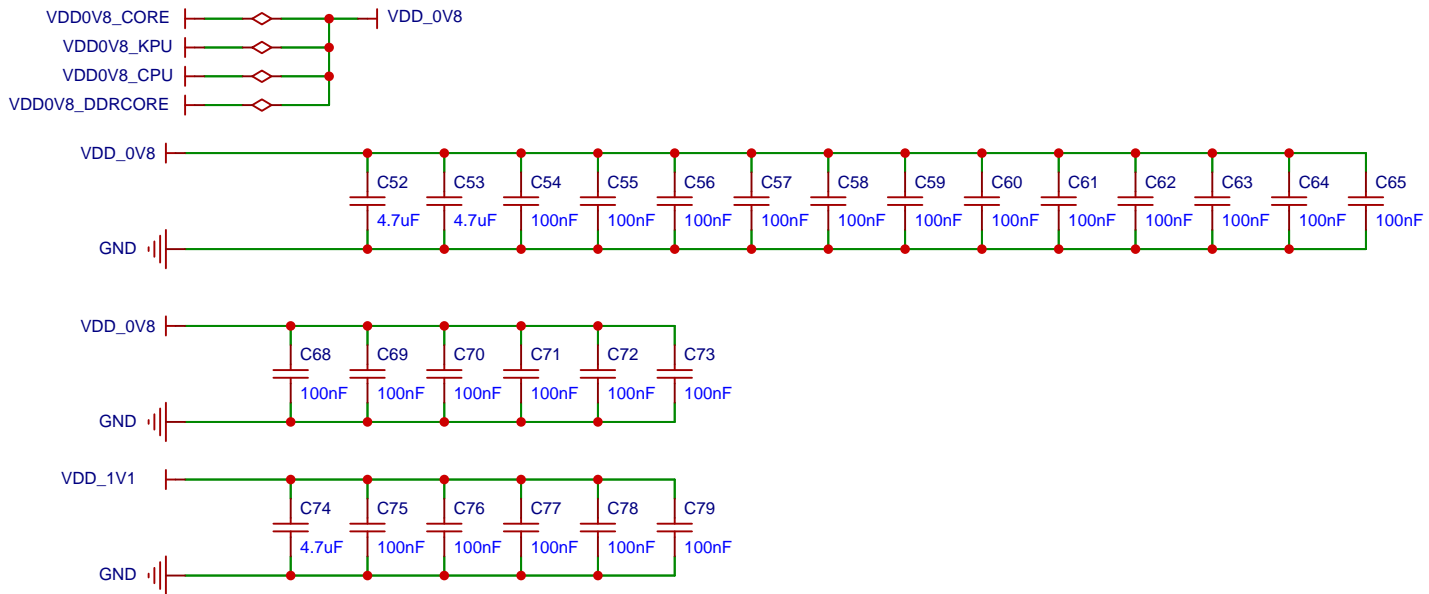 VDD0V8_CORE VDD_0V8
VDD0V8_KPU
VDD0V8_CPU
VDD0V8_DDRCORE
VDD_0V8
C52 C53 C54 C55 C56 C57 C58 C59 C60 C61 C62 C63 C64 C65
4.7uF 4.7uF 100nF 100nF 100nF 100nF 100nF 100nF 100nF 100nF 100nF 100nF 100nF 100nF
GND
VDD_0V8
C68 C69 C70 C71 C72 C73
100nF 100nF 100nF 100nF 100nF 100nF
GND
VDD_1V1
C74 C75 C76 C77 C78 C79
4.7uF 100nF 100nF 100nF 100nF 100nF
GND